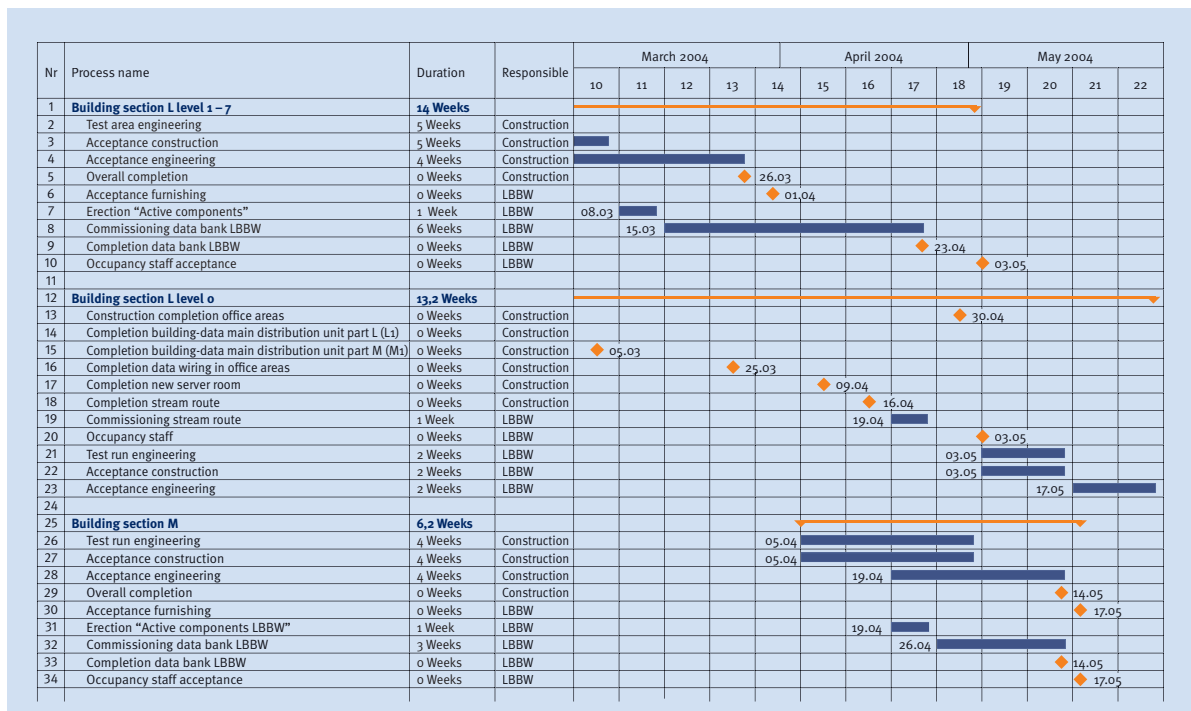 March 2004 April 2004 May 2004
Nr Process name Duration Responsible
10 11 12 13 14 15 16 17 18 19 20 21 22
1 Building section L level 1 – 7 14 Weeks
2 Test area engineering 5 Weeks Construction
3 Acceptance construction 5 Weeks Construction
4 Acceptance engineering 4 Weeks Construction
5 Overall completion 0 Weeks Construction 26.03
6 Acceptance furnishing 0 Weeks LBBW 01.04
7 Erection “Active components” 1 Week LBBW 08.03
8 Commissioning data bank LBBW 6 Weeks LBBW 15.03
9 Completion data bank LBBW 0 Weeks LBBW 23.04
10 Occupancy staff acceptance 0 Weeks LBBW 03.05
11
12 Building section L level 0 13,2 Weeks
13 Construction completion office areas 0 Weeks Construction 30.04
14 Completion building-data main distribution unit part L (L1) 0 Weeks Construction
15 Completion building-data main distribution unit part M (M1) 0 Weeks Construction 05.03
16 Completion data wiring in office areas 0 Weeks Construction 25.03
17 Completion new server room 0 Weeks Construction 09.04
18 Completion stream route 0 Weeks Construction 16.04
19 Commissioning stream route 1 Week LBBW 19.04
20 Occupancy staff 0 Weeks LBBW 03.05
21 Test run engineering 2 Weeks LBBW 03.05
22 Acceptance construction 2 Weeks LBBW 03.05
23 Acceptance engineering 2 Weeks LBBW 17.05
24
25 Building section M 6,2 Weeks
26 Test run engineering 4 Weeks Construction 05.04
27 Acceptance construction 4 Weeks Construction 05.04
28 Acceptance engineering 4 Weeks Construction 19.04
29 Overall completion 0 Weeks Construction 14.05
30 Acceptance furnishing 0 Weeks LBBW 17.05
31 Erection “Active components LBBW” 1 Week LBBW 19.04
32 Commissioning data bank LBBW 3 Weeks LBBW 26.04
33 Completion data bank LBBW 0 Weeks LBBW 14.05
34 Occupancy staff acceptance 0 Weeks LBBW 17.05